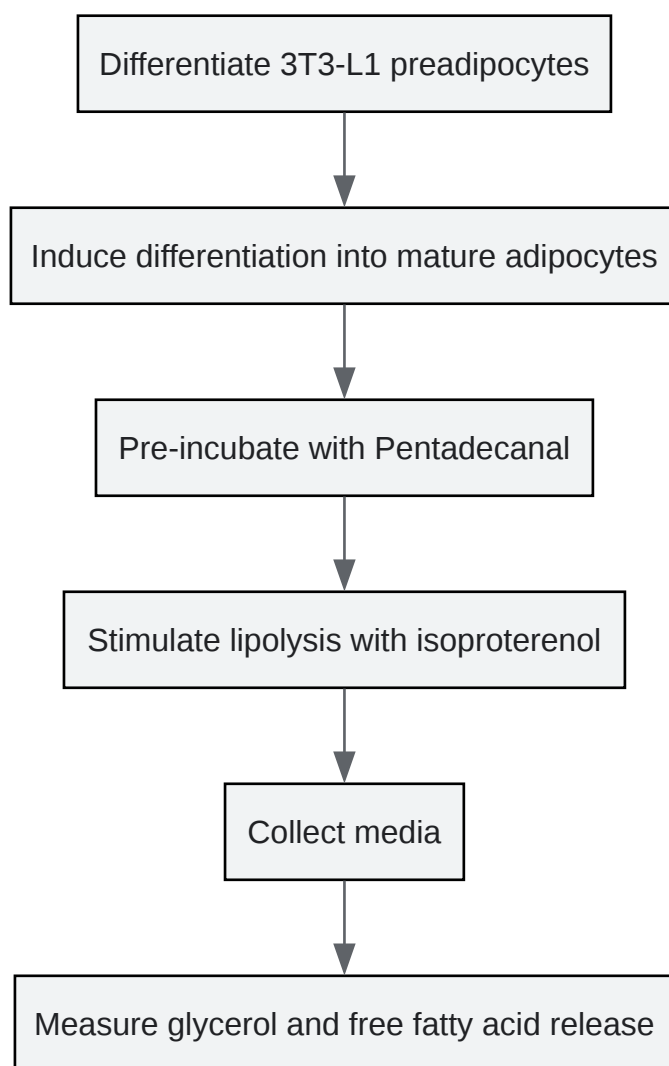 Differentiate 3T3-L1 preadipocytes
Induce differentiation into mature adipocytes
Pre-incubate with Pentadecanal
Stimulate lipolysis with isoproterenol
Collect media
Measure glycerol and free fatty acid release